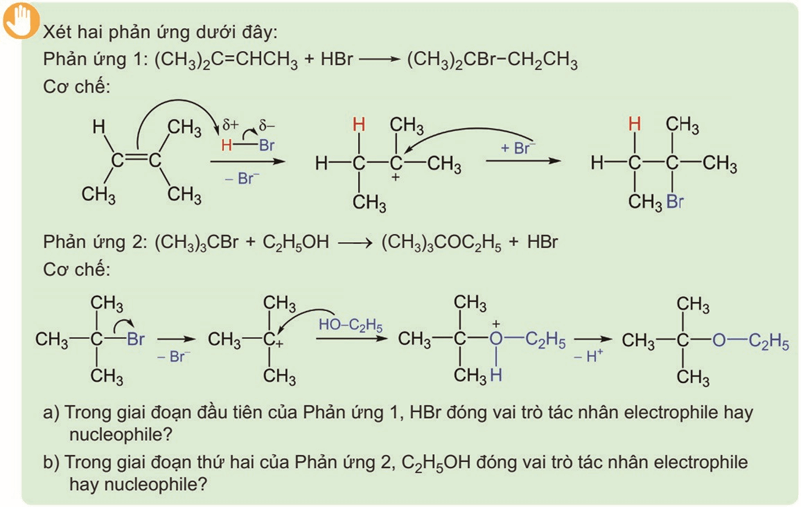 Xét hai phản ứng dưới đây:
Phản ứng 1: (CH₃)₂C=CHCH₃ + HBr ⟶ (CH₃)₂CBr–CH₂CH₃
Cơ chế:
H CH₃ C=C CH₃ CH₃ δ+ δ– H—Br – Br⁻ H H—C—C—CH₃ CH₃ + CH₃ + Br⁻ H CH₃ H—C—C—CH₃ CH₃ Br
Phản ứng 2: (CH₃)₃CBr + C₂H₅OH ⟶ (CH₃)₃COC₂H₅ + HBr
Cơ chế:
CH₃ CH₃—C—Br CH₃ – Br⁻ CH₃ CH₃—C+ CH₃ HO–C₂H₅ CH₃ + CH₃—C—O—C₂H₅ CH₃ H – H⁺ CH₃ CH₃—C—O—C₂H₅ CH₃
a) Trong giai đoạn đầu tiên của Phản ứng 1, HBr đóng vai trò tác nhân electrophile hay
nucleophile?
b) Trong giai đoạn thứ hai của Phản ứng 2, C₂H₅OH đóng vai trò tác nhân electrophile
hay nucleophile?